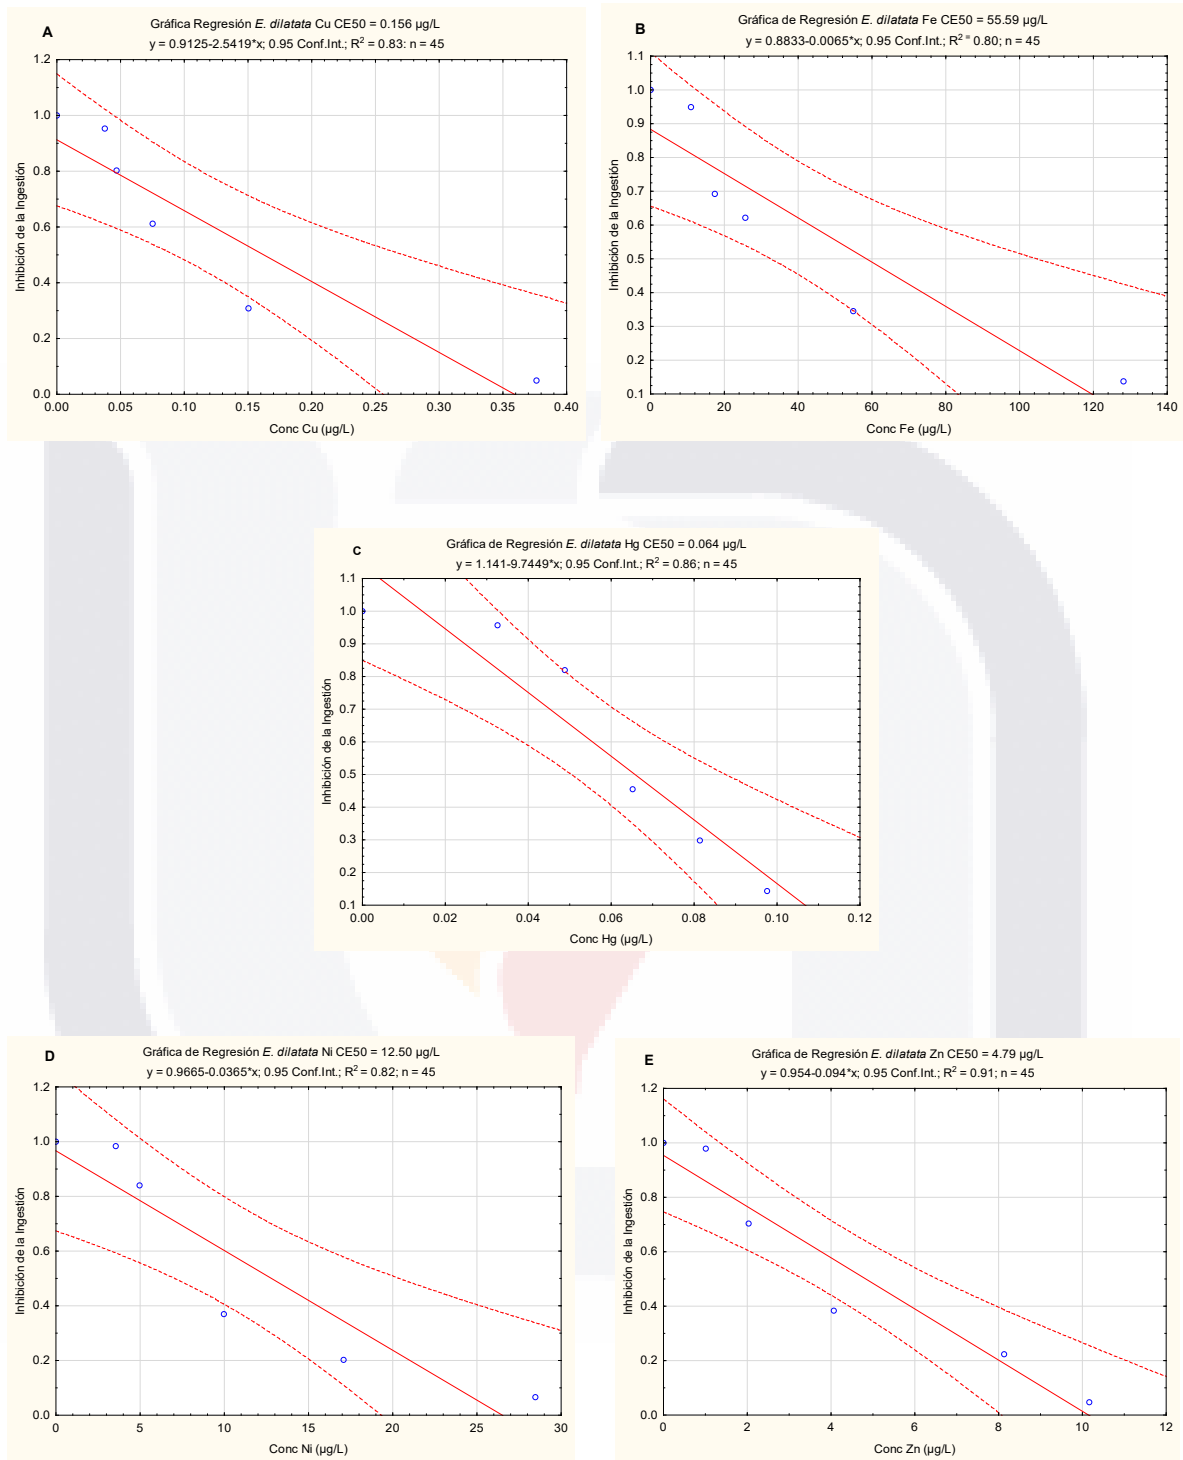 A
Gráfica Regresión E. dilatata Cu CE50 = 0.156 µg/L
y = 0.9125-2.5419*x; 0.95 Conf.Int.; R² = 0.83: n = 45
1.2
1.0
0.8
0.6
0.4
0.2
0.0
Inhibición de la Ingestión
0.00 0.05 0.10 0.15 0.20 0.25 0.30 0.35 0.40
Conc Cu (µg/L)
B
Gráfica de Regresión E. dilatata Fe CE50 = 55.59 µg/L
y = 0.8833-0.0065*x; 0.95 Conf.Int.; R² = 0.80; n = 45
1.1
1.0
0.9
0.8
0.7
0.6
0.5
0.4
0.3
0.2
0.1
Inhibición de la Ingestión
0 20 40 60 80 100 120 140
Conc Fe (µg/L)
C
Gráfica de Regresión E. dilatata Hg CE50 = 0.064 µg/L
y = 1.141-9.7449*x; 0.95 Conf.Int.; R² = 0.86; n = 45
1.1
1.0
0.9
0.8
0.7
0.6
0.5
0.4
0.3
0.2
0.1
Inhibición de la Ingestión
0.00 0.02 0.04 0.06 0.08 0.10 0.12
Conc Hg (µg/L)
D
Gráfica de Regresión E. dilatata Ni CE50 = 12.50 µg/L
y = 0.9665-0.0365*x; 0.95 Conf.Int.; R² = 0.82; n = 45
1.2
1.0
0.8
0.6
0.4
0.2
0.0
Inhibición de la Ingestión
0 5 10 15 20 25 30
Conc Ni (µg/L)
E
Gráfica de Regresión E. dilatata Zn CE50 = 4.79 µg/L
y = 0.954-0.094*x; 0.95 Conf.Int.; R² = 0.91; n = 45
1.2
1.0
0.8
0.6
0.4
0.2
0.0
Inhibición de la Ingestión
0 2 4 6 8 10 12
Conc Zn (µg/L)